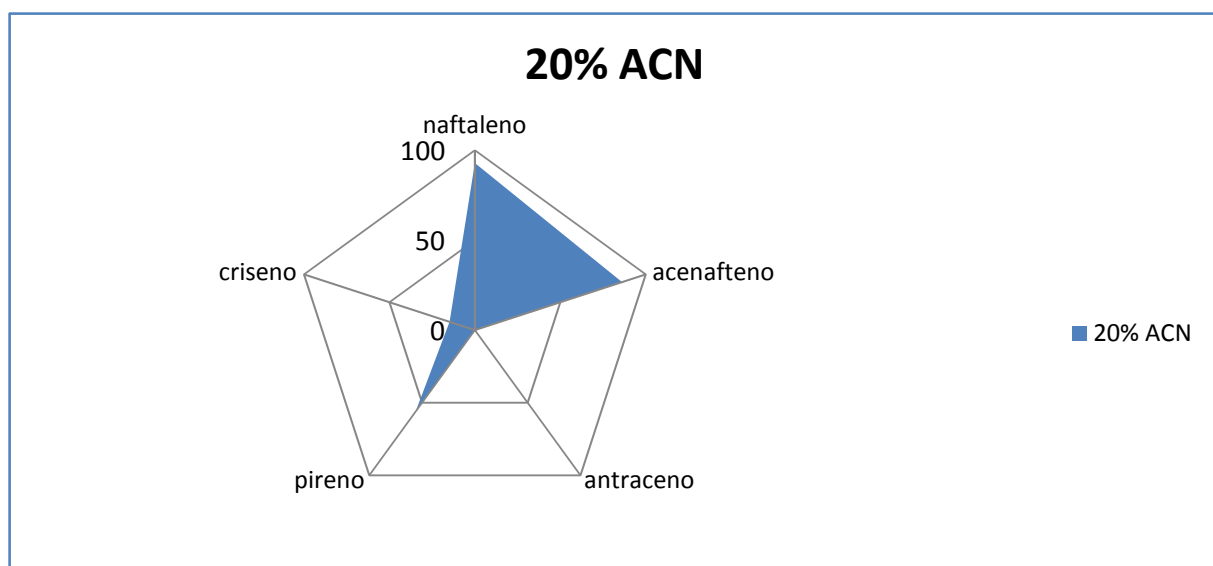 20% ACN
naftaleno
100
50
0
acenafteno
antraceno
pireno
criseno
20% ACN